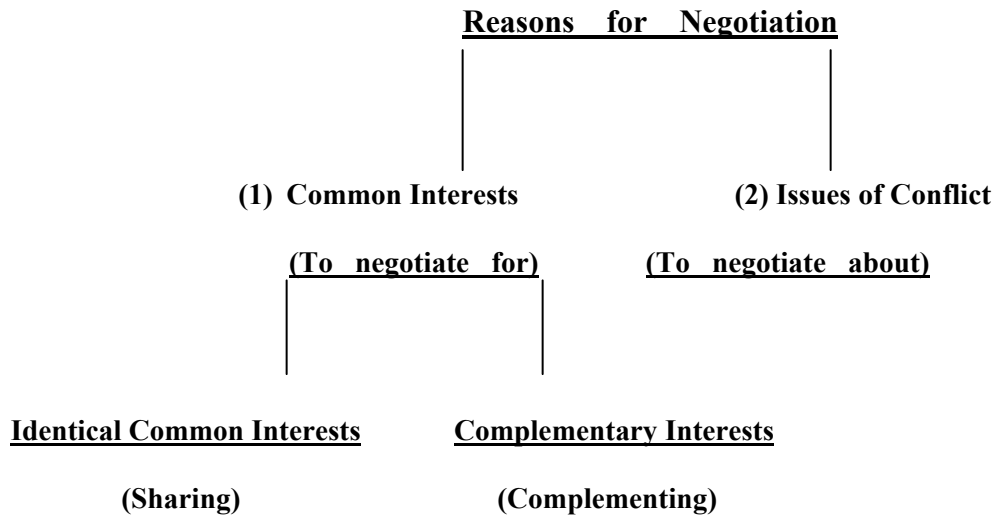 Reasons for Negotiation
(1) Common Interests (2) Issues of Conflict
(To negotiate for) (To negotiate about)
Identical Common Interests Complementary Interests
(Sharing) (Complementing)